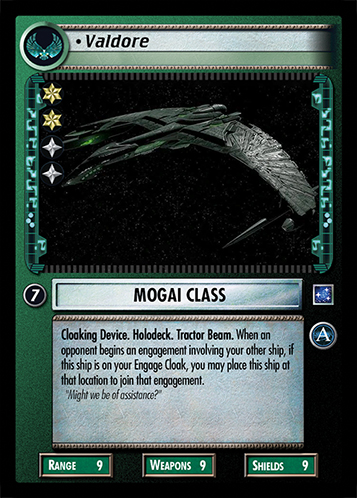 • Valdore
7
MOGAI CLASS
A
Cloaking Device. Holodeck. Tractor Beam. When an
opponent begins an engagement involving your other ship, if
this ship is on your Engage Cloak, you may place this ship at
that location to join that engagement.
"Might we be of assistance?"
RANGE 9 WEAPONS 9 SHIELDS 9